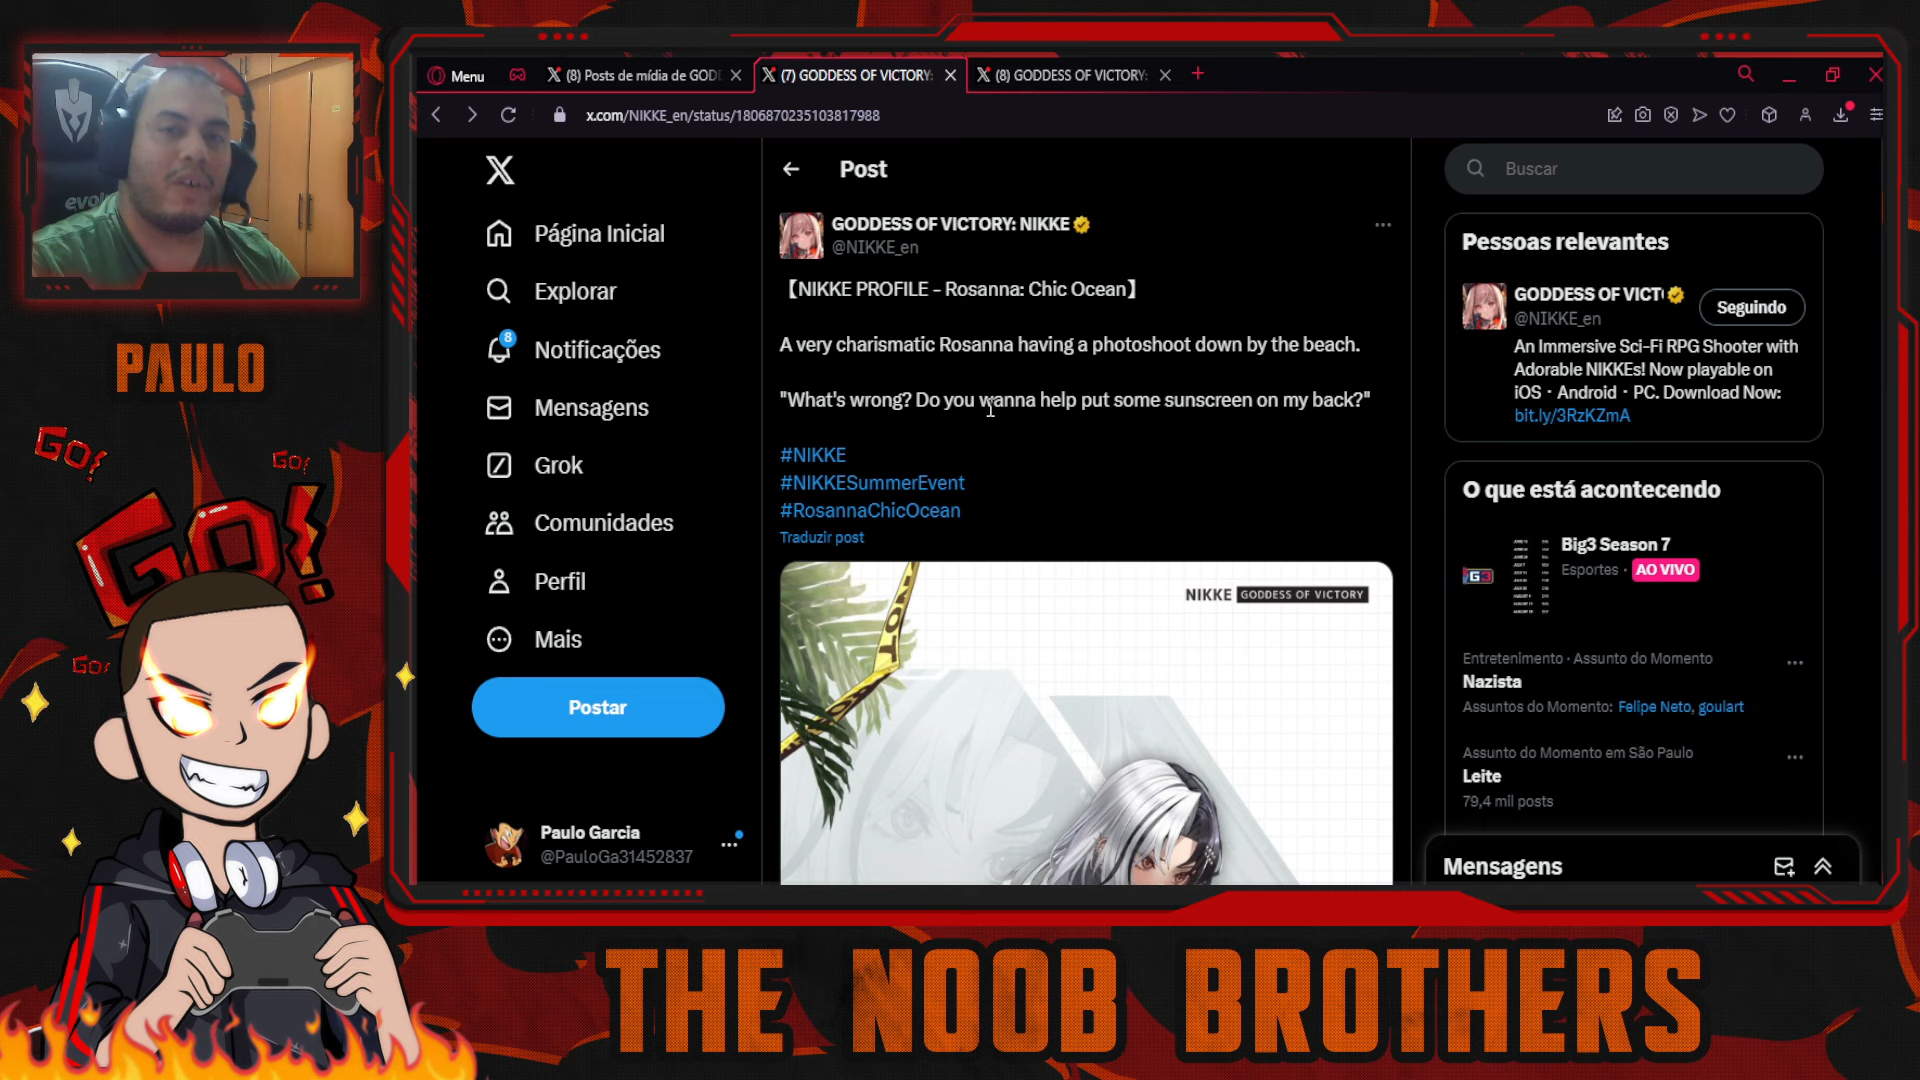 Menu
(8) Posts de mídia de GODI
(7) GODDESS OF VICTORY:
(8) GODDESS OF VICTORY:
x.com/NIKKE_en/status/1806870235103817988
PAULO
GO!
GO!
GO!
GO!
Página Inicial
Explorar
8
Notificações
Mensagens
Grok
Comunidades
Perfil
Mais
Postar
Paulo Garcia
@PauloGa31452837
Post
GODDESS OF VICTORY: NIKKE
@NIKKE_en
【NIKKE PROFILE – Rosanna: Chic Ocean】
A very charismatic Rosanna having a photoshoot down by the beach.
"What's wrong? Do you wanna help put some sunscreen on my back?"
#NIKKE
#NIKKESummerEvent
#RosannaChicOcean
Traduzir post
NIKKE GODDESS OF VICTORY
NOT
Buscar
Pessoas relevantes
GODDESS OF VICT
@NIKKE_en
Seguindo
An Immersive Sci-Fi RPG Shooter with
Adorable NIKKEs! Now playable on
iOS・Android・PC. Download Now:
bit.ly/3RzKZmA
O que está acontecendo
Big3 Season 7
Esportes · AO VIVO
Entretenimento · Assunto do Momento
Nazista
Assuntos do Momento: Felipe Neto, goulart
Assunto do Momento em São Paulo
Leite
79,4 mil posts
Mensagens
THE NOOB BROTHERS